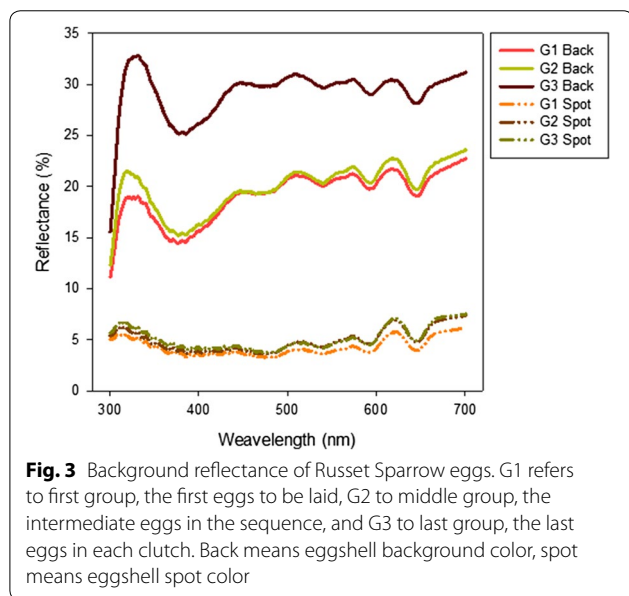 35
30
25
20
15
10
5
0
Reflectance (%)
300 400 500 600 700
Weavelength (nm)
G1 Back
G2 Back
G3 Back
G1 Spot
G2 Spot
G3 Spot
Fig. 3 Background reflectance of Russet Sparrow eggs. G1 refers
to first group, the first eggs to be laid, G2 to middle group, the
intermediate eggs in the sequence, and G3 to last group, the last
eggs in each clutch. Back means eggshell background color, spot
means eggshell spot color